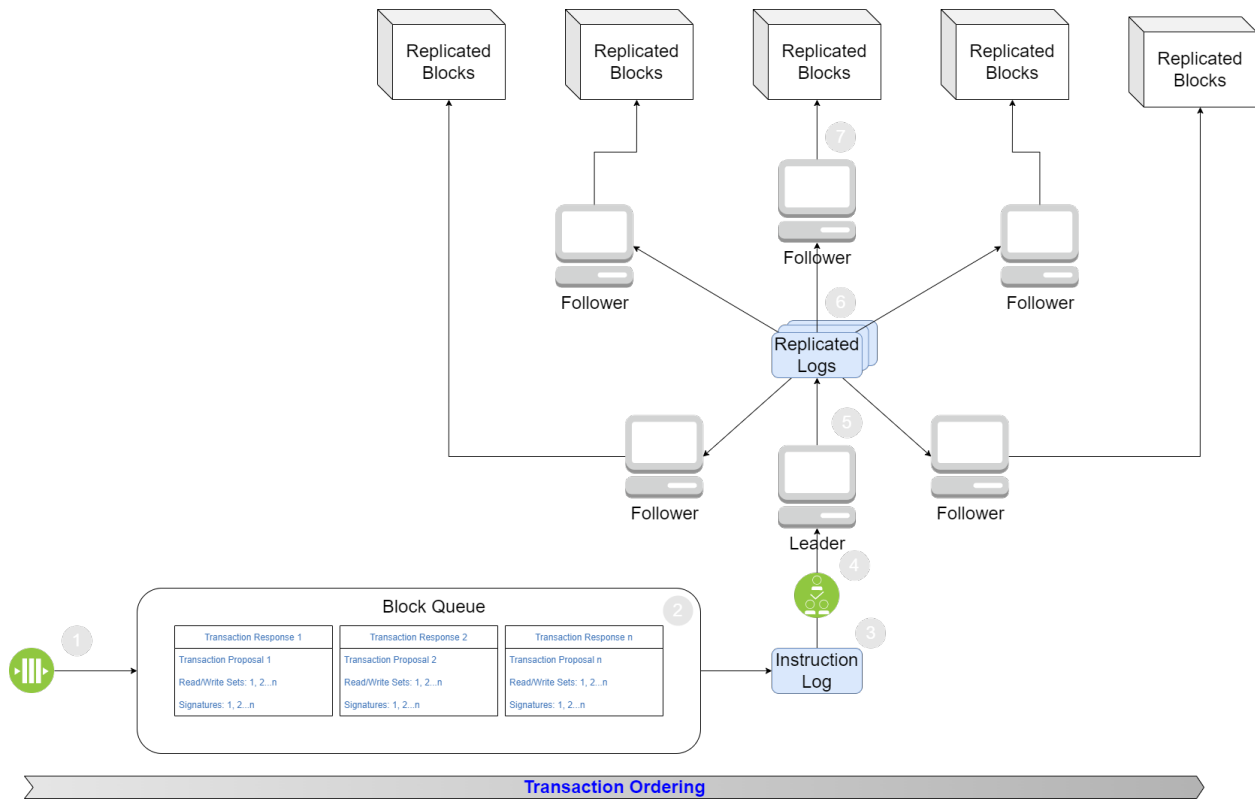 Replicated
Blocks
Replicated
Blocks
Replicated
Blocks
Replicated
Blocks
Replicated
Blocks
7
Follower
Follower
Follower
6
Replicated
Logs
5
Follower
Leader
Follower
4
Block Queue
2
1
3
Transaction Response 1
Transaction Proposal 1
Read/Write Sets: 1, 2...n
Signatures: 1, 2...n
Transaction Response 2
Transaction Proposal 2
Read/Write Sets: 1, 2...n
Signatures: 1, 2...n
Transaction Response n
Transaction Proposal n
Read/Write Sets: 1, 2...n
Signatures: 1, 2...n
Instruction
Log
Transaction Ordering